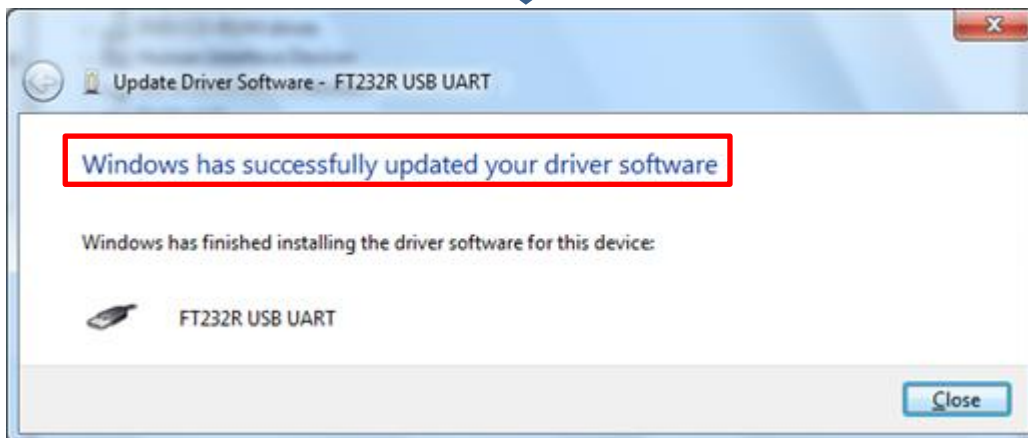 Update Driver Software - FT232R USB UART
Windows has successfully updated your driver software
Windows has finished installing the driver software for this device:
FT232R USB UART
Close